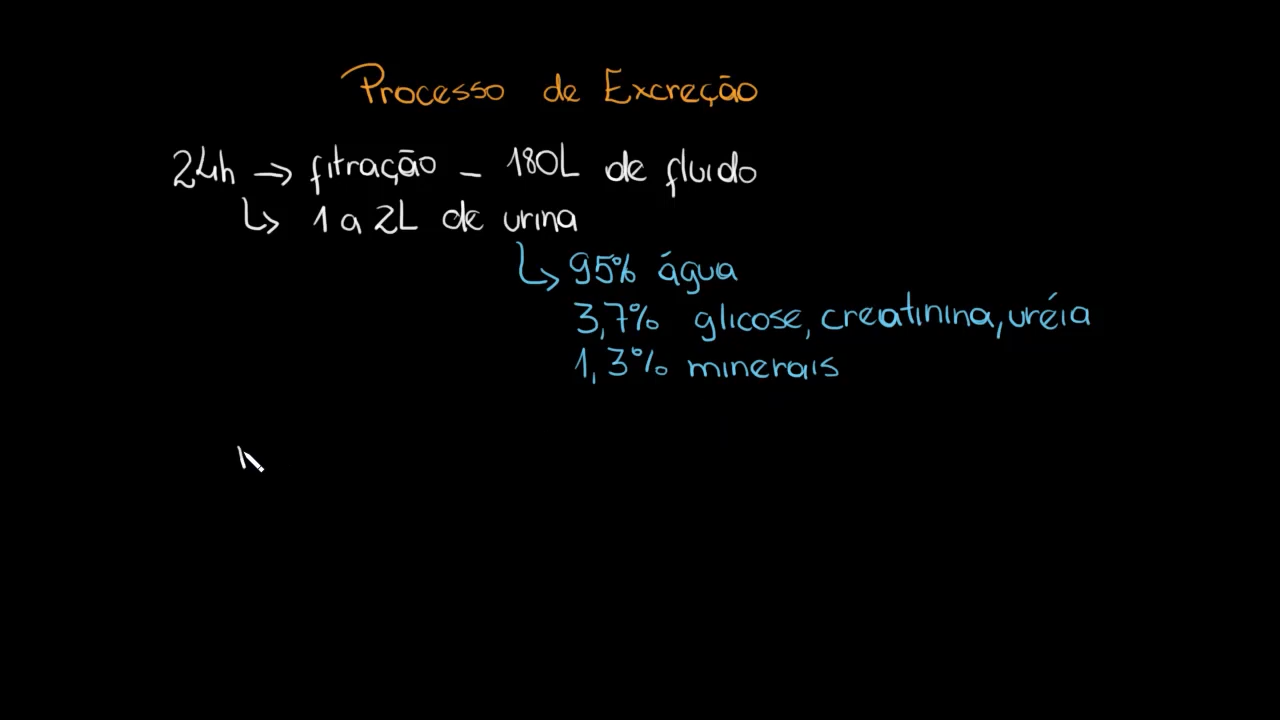 Processo de Excreção
24h → fitração - 180L de fluido
↳ 1 a 2L de urina
↳ 95% água
3,7% glicose, creatinina, uréia
1,3% minerais